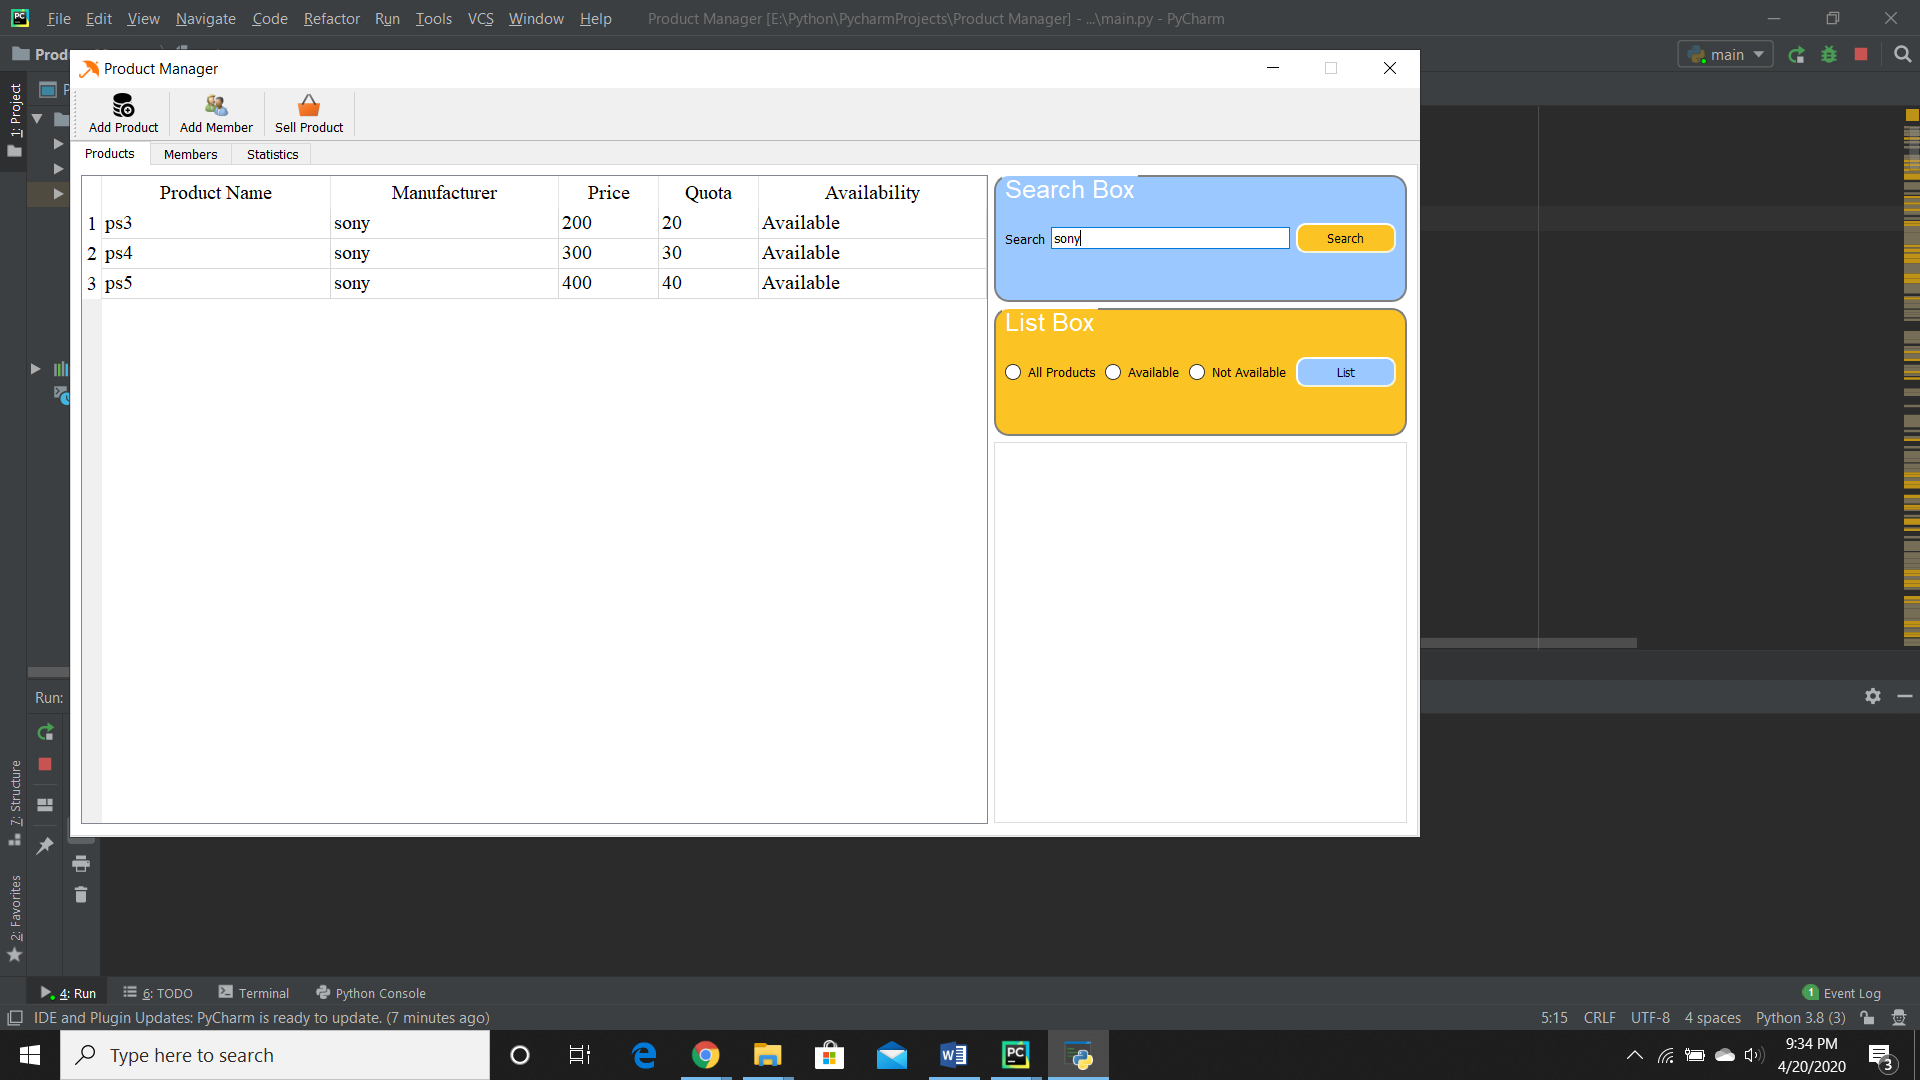 File Edit View Navigate Code Refactor Run Tools VCS Window Help Product Manager [E:\Python\PycharmProjects\Product Manager] - ...\main.py - PyCharm
Prod
main
Product Manager
Add Product Add Member Sell Product
Products Members Statistics
Product Name Manufacturer Price Quota Availability
1 ps3 sony 200 20 Available
2 ps4 sony 300 30 Available
3 ps5 sony 400 40 Available
Search Box
Search sony Search
List Box
All Products Available Not Available List
1: Project
Run:
7: Structure
2: Favorites
4: Run 6: TODO Terminal Python Console 1 Event Log
IDE and Plugin Updates: PyCharm is ready to update. (7 minutes ago) 5:15 CRLF UTF-8 4 spaces Python 3.8 (3)
Type here to search
9:34 PM
4/20/2020
3